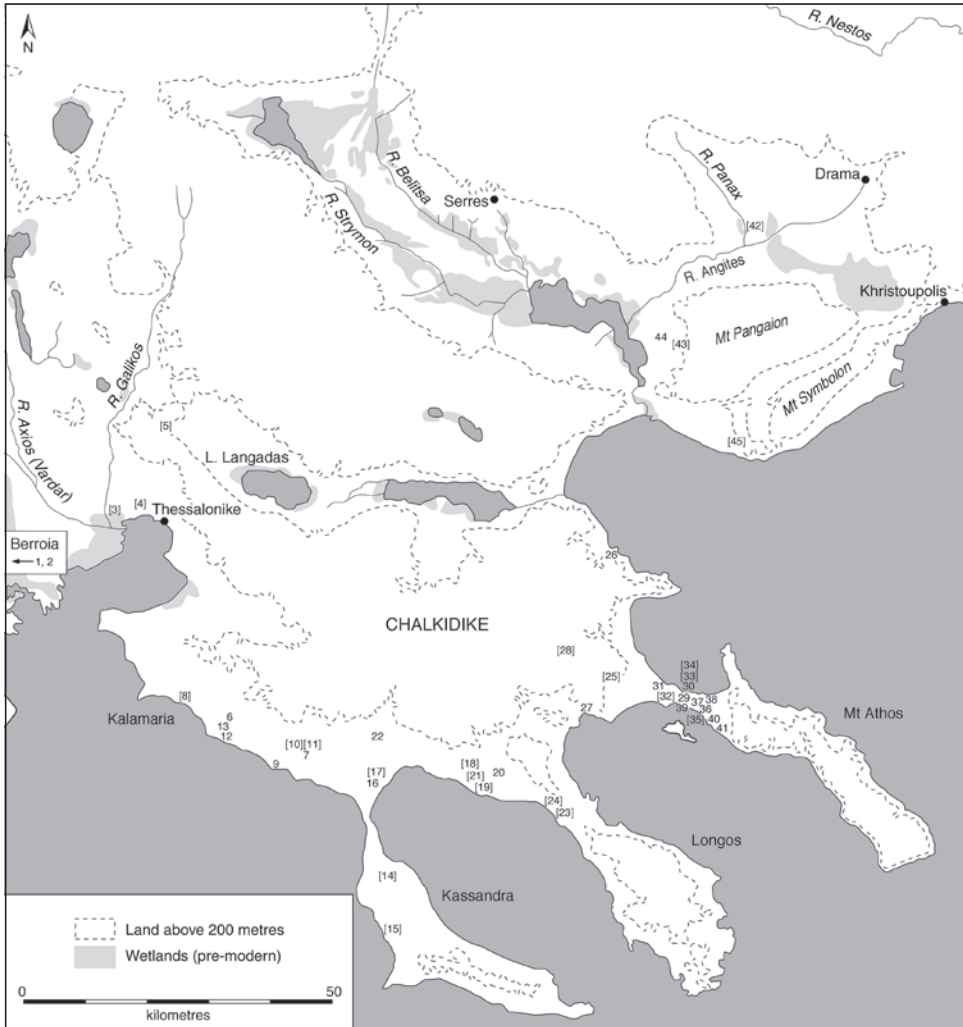 N
R. Nestos
R. Belitsa
Serres
R. Strymon
R. Panax
Drama
[42]
R. Angites
Khristoupolis
Mt Pangaion
44
[43]
Mt Symbolon
[45]
R. Galikos
R. Axios (Vardar)
[5]
L. Langadas
[3]
[4]
Thessalonike
Berroia
1, 2
26
CHALKIDIKE
[28]
[25]
27
31
[32]
[34]
[33]
30
29
37
38
39
36
[35]
40
41
Mt Athos
[8]
Kalamaria
6
13
12
[10][11]
7
9
22
[17]
16
[18]
[21]
20
[19]
[24]
[23]
Longos
[14]
Kassandra
[15]
Land above 200 metres
Wetlands (pre-modern)
0 50
kilometres